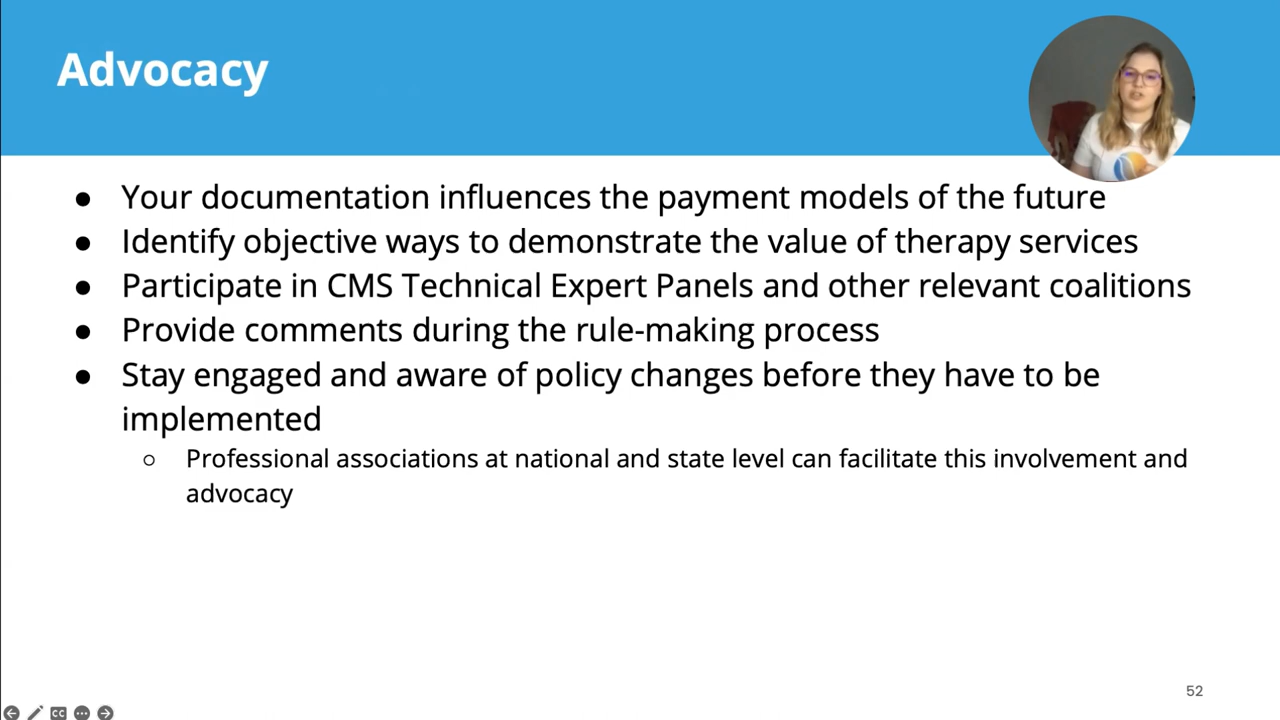 Advocacy
● Your documentation influences the payment models of the future
● Identify objective ways to demonstrate the value of therapy services
● Participate in CMS Technical Expert Panels and other relevant coalitions
● Provide comments during the rule-making process
● Stay engaged and aware of policy changes before they have to be
implemented
○ Professional associations at national and state level can facilitate this involvement and
advocacy
52
CC